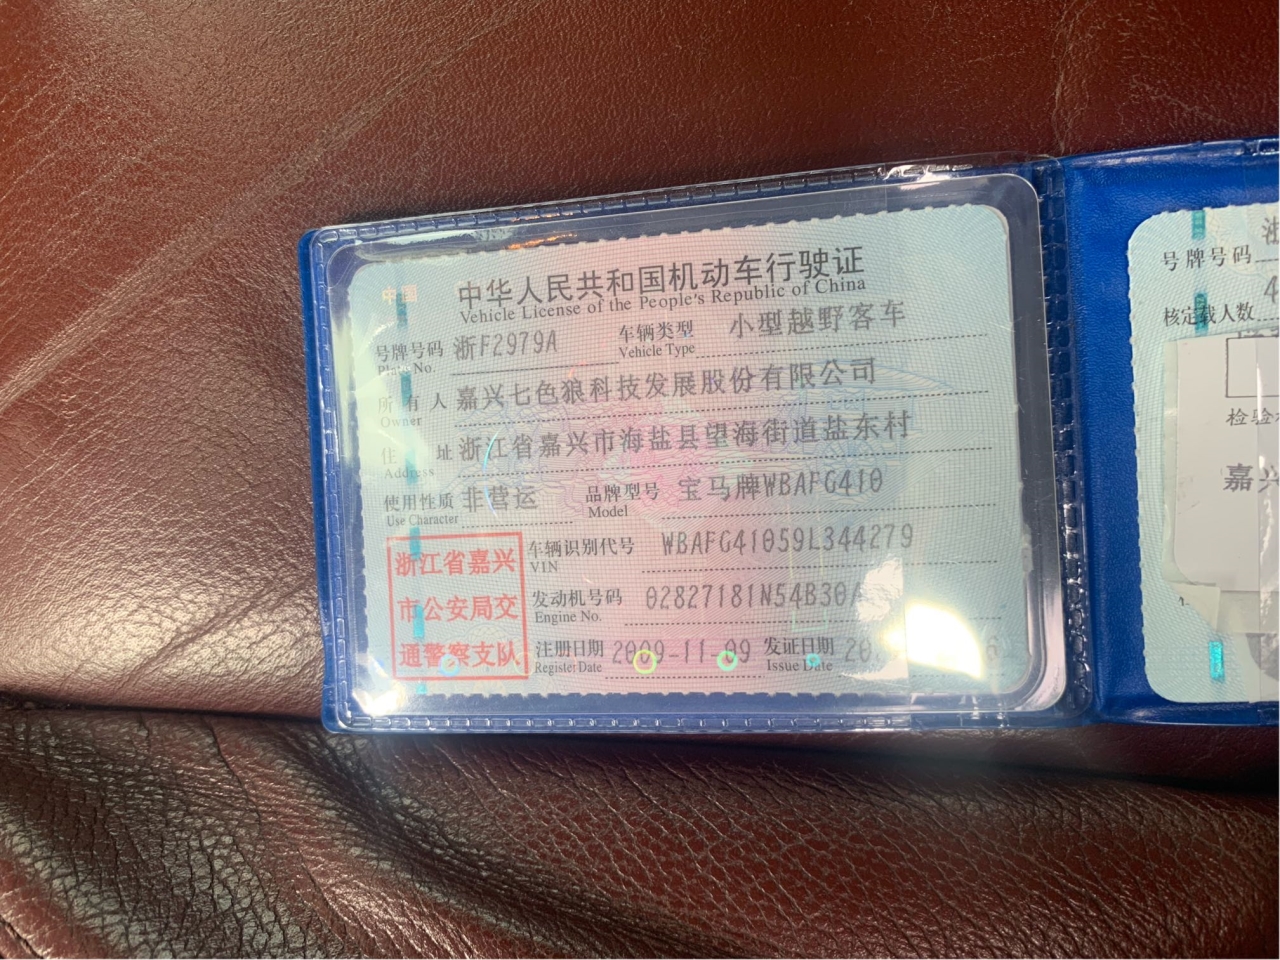 中国
中华人民共和国机动车行驶证
Vehicle License of the People's Republic of China
号牌号码 浙F2979A 车辆类型 小型越野客车
Plate No. Vehicle Type
所有人 嘉兴七色狼科技发展股份有限公司
Owner
住址 浙江省嘉兴市海盐县望海街道盐东村
Address
使用性质 非营运 品牌型号 宝马牌WBAFG410
Use Character Model
浙江省嘉兴
市公安局交
通警察支队
车辆识别代号 WBAFG41059L344279
VIN
发动机号码 02827181N54B30A
Engine No.
注册日期 2009-11-09 发证日期
Register Date Issue Date
号牌号码
核定载人数
检验
嘉兴